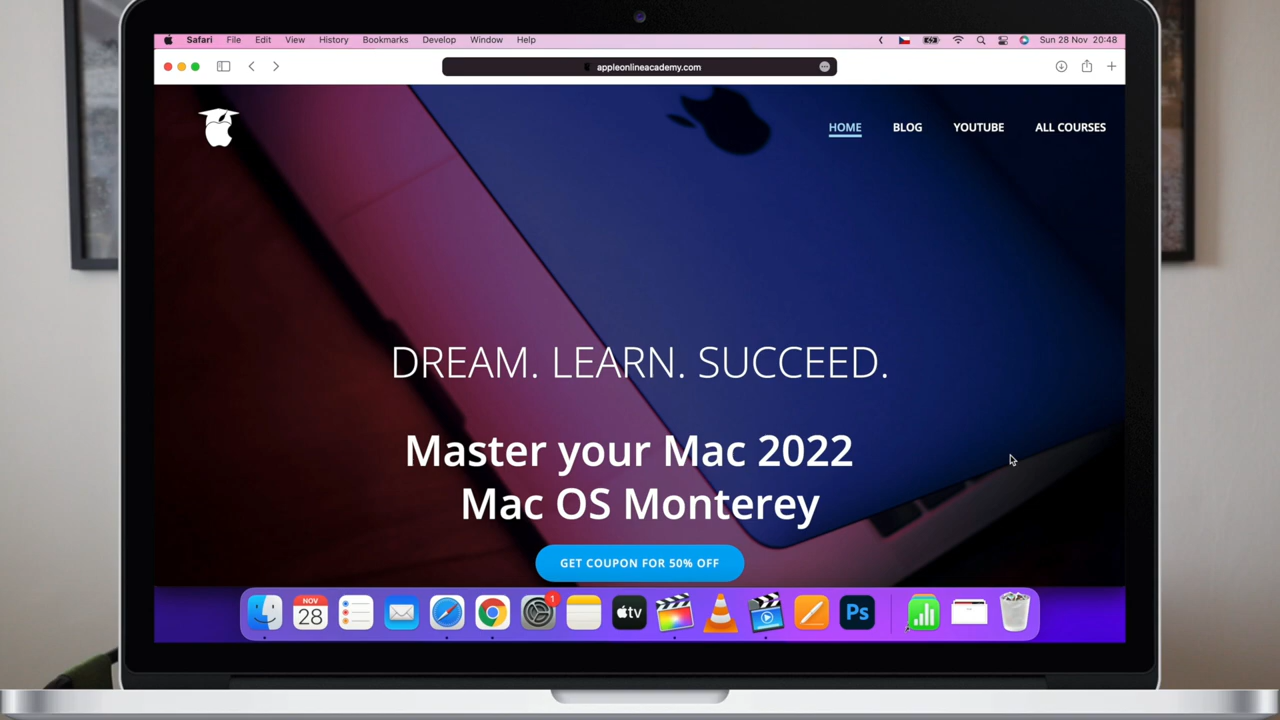 Safari File Edit View History Bookmarks Develop Window Help Sun 28 Nov 20:48
appleonlineacademy.com
HOME BLOG YOUTUBE ALL COURSES
DREAM. LEARN. SUCCEED.
Master your Mac 2022
Mac OS Monterey
GET COUPON FOR 50% OFF
NOV
28
1
tv
Ps